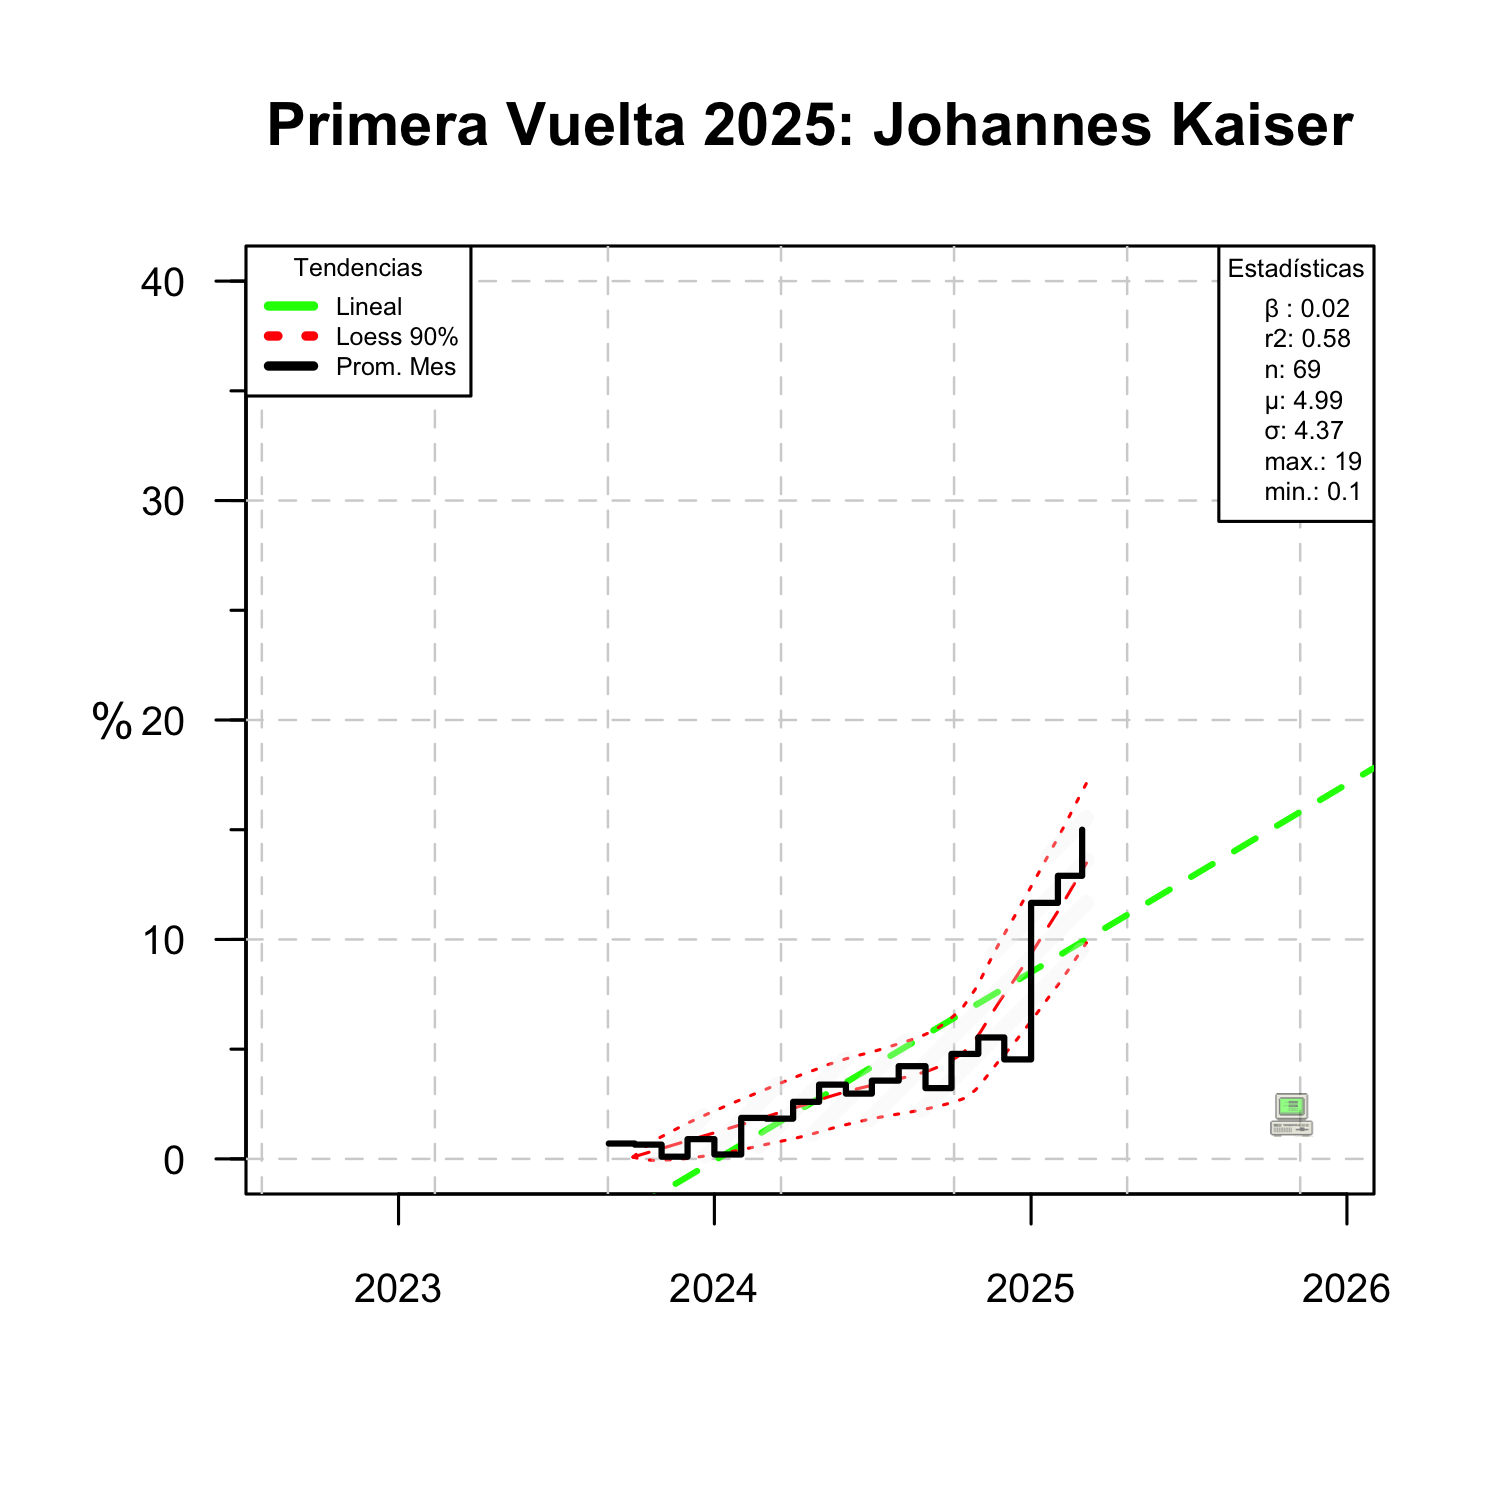 Primera Vuelta 2025: Johannes Kaiser
Tendencias
Lineal
Loess 90%
Prom. Mes
Estadísticas
β : 0.02
r2: 0.58
n: 69
μ: 4.99
σ: 4.37
max.: 19
min.: 0.1
40
30
% 20
10
0
2023 2024 2025 2026